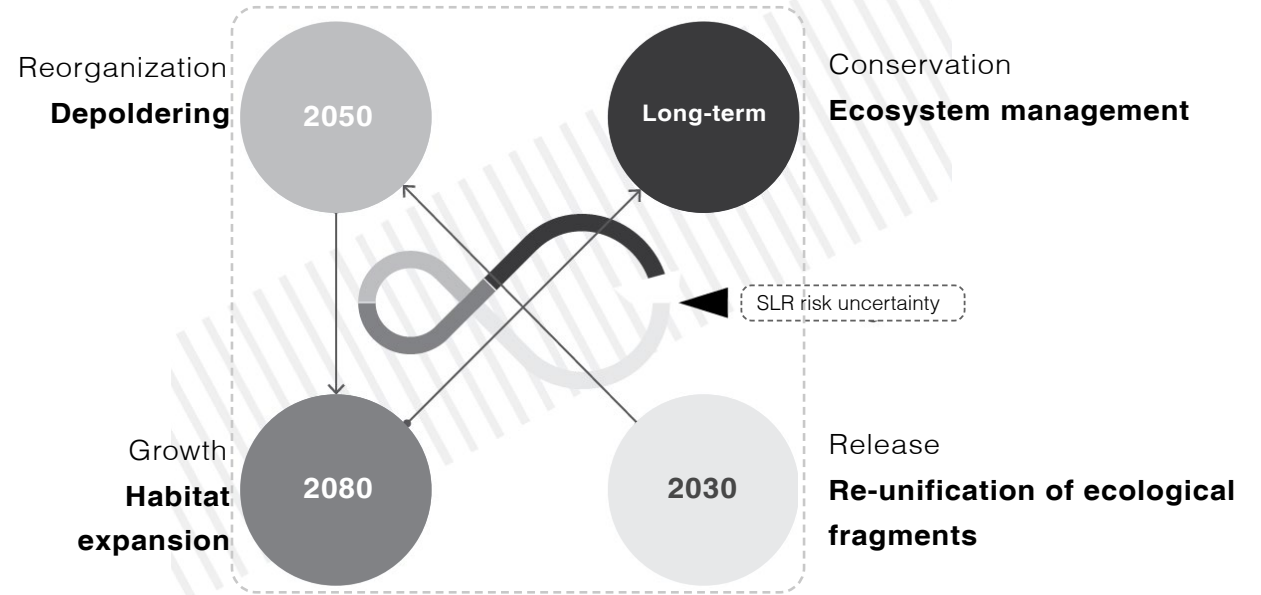 Reorganization
Depoldering
2050
Long-term
Conservation
Ecosystem management
SLR risk uncertainty
Growth
Habitat
expansion
2080
2030
Release
Re-unification of ecological
fragments